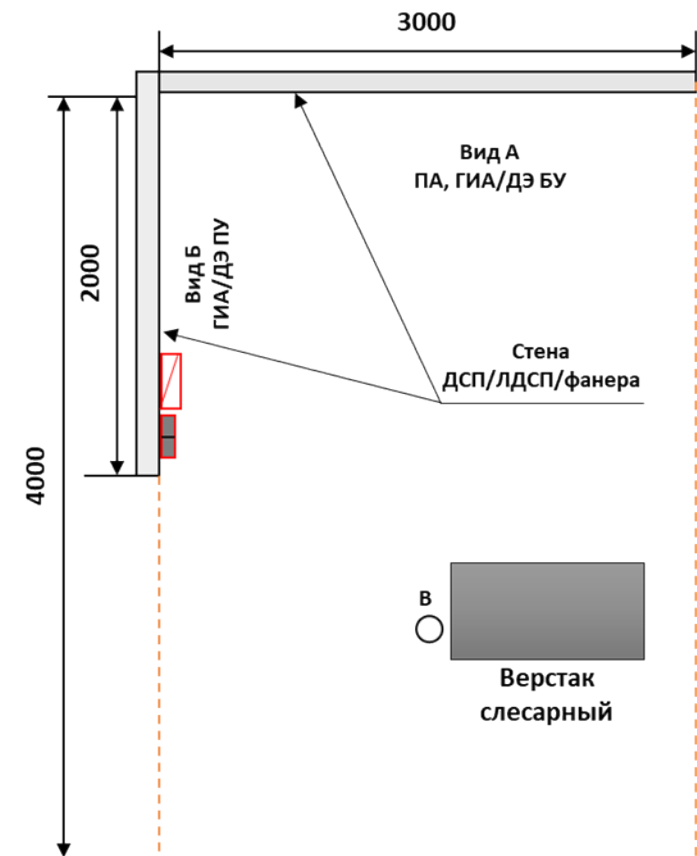 3000
Вид А
ПА, ГИА/ДЭ БУ
Вид Б
ГИА/ДЭ ПУ
2000
Стена
ДСП/ЛДСП/фанера
4000
В
Верстак
слесарный